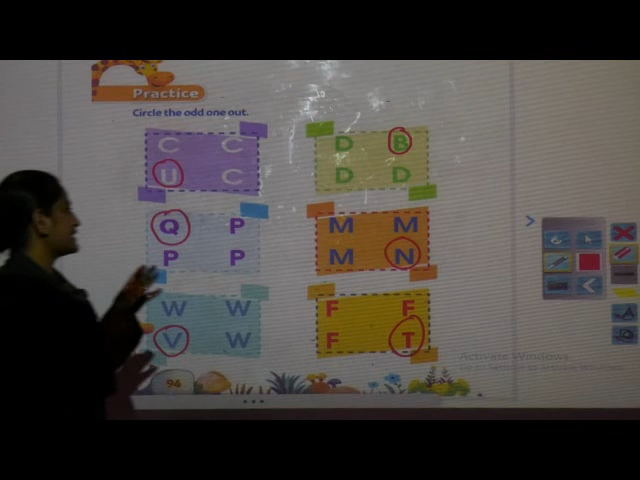 Practice
Circle the odd one out.
C C
U C
D B
D D
Q P
P P
M M
M N
W W
V W
F F
F T
94
Activate Windows